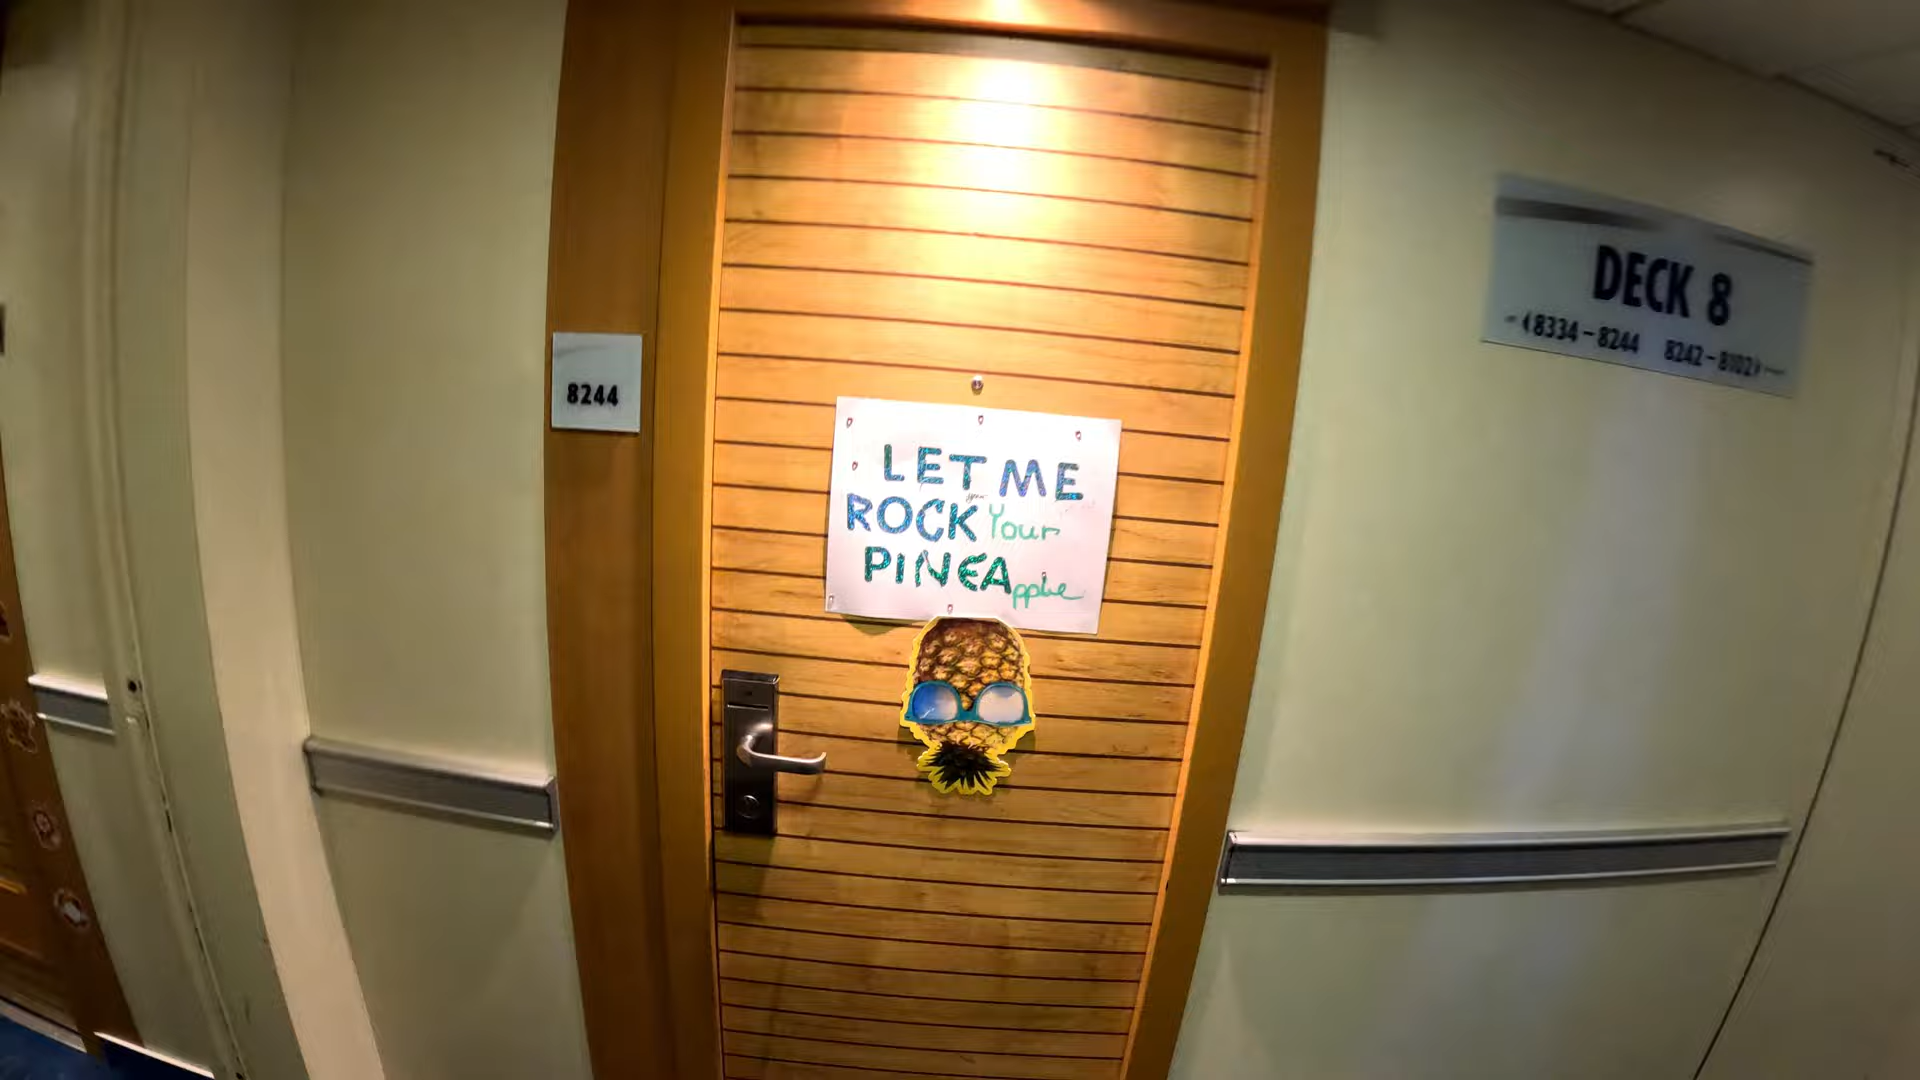 8244
LET ME
ROCK Your
PINEApple
DECK 8
8334 - 8244 8242 - 8102